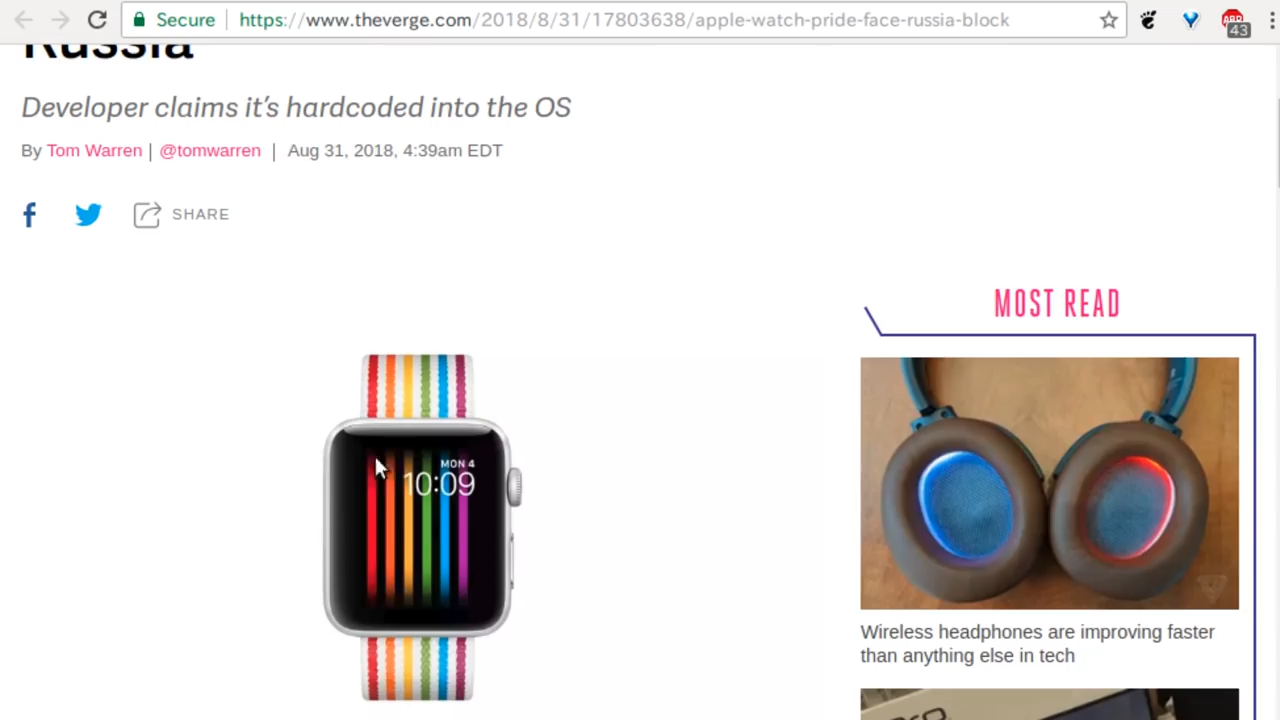 Secure https://www.theverge.com/2018/8/31/17803638/apple-watch-pride-face-russia-block
ABP
43
Russia
Developer claims it's hardcoded into the OS
By Tom Warren | @tomwarren | Aug 31, 2018, 4:39am EDT
SHARE
MOST READ
MON 4
10:09
Wireless headphones are improving faster
than anything else in tech